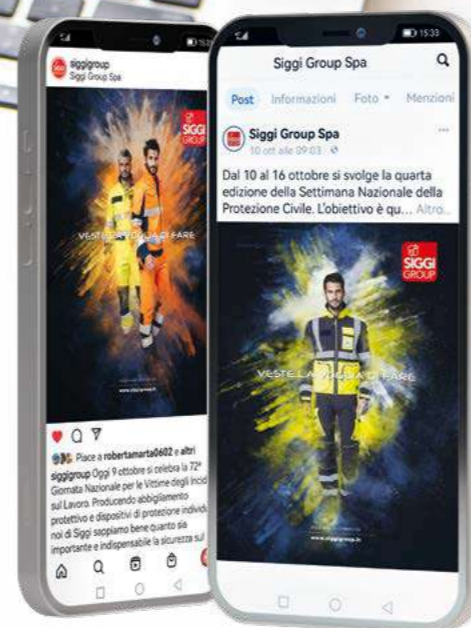 siggigroup
Siggi Group Spa
SIGGI
GROUP
VESTE LA VOGLIA DI FARE
www.siggigroup.it
Piace a robertamarta0602 e altri
siggigroup Oggi 9 ottobre si celebra la 72ª
Giornata Nazionale per le Vittime degli Incid
sul Lavoro. Producendo abbigliamento
protettivo e dispositivi di protezione individu
noi di Siggi sappiamo bene quanto sia
importante e indispensabile la sicurezza sul
15:33
Siggi Group Spa
Post Informazioni Foto Menzioni
Siggi Group Spa
10 ott alle 09:03
Dal 10 al 16 ottobre si svolge la quarta
edizione della Settimana Nazionale della
Protezione Civile. L'obiettivo è qu... Altro...
SIGGI
GROUP
VESTE LA VOGLIA DI FARE
www.siggigroup.it